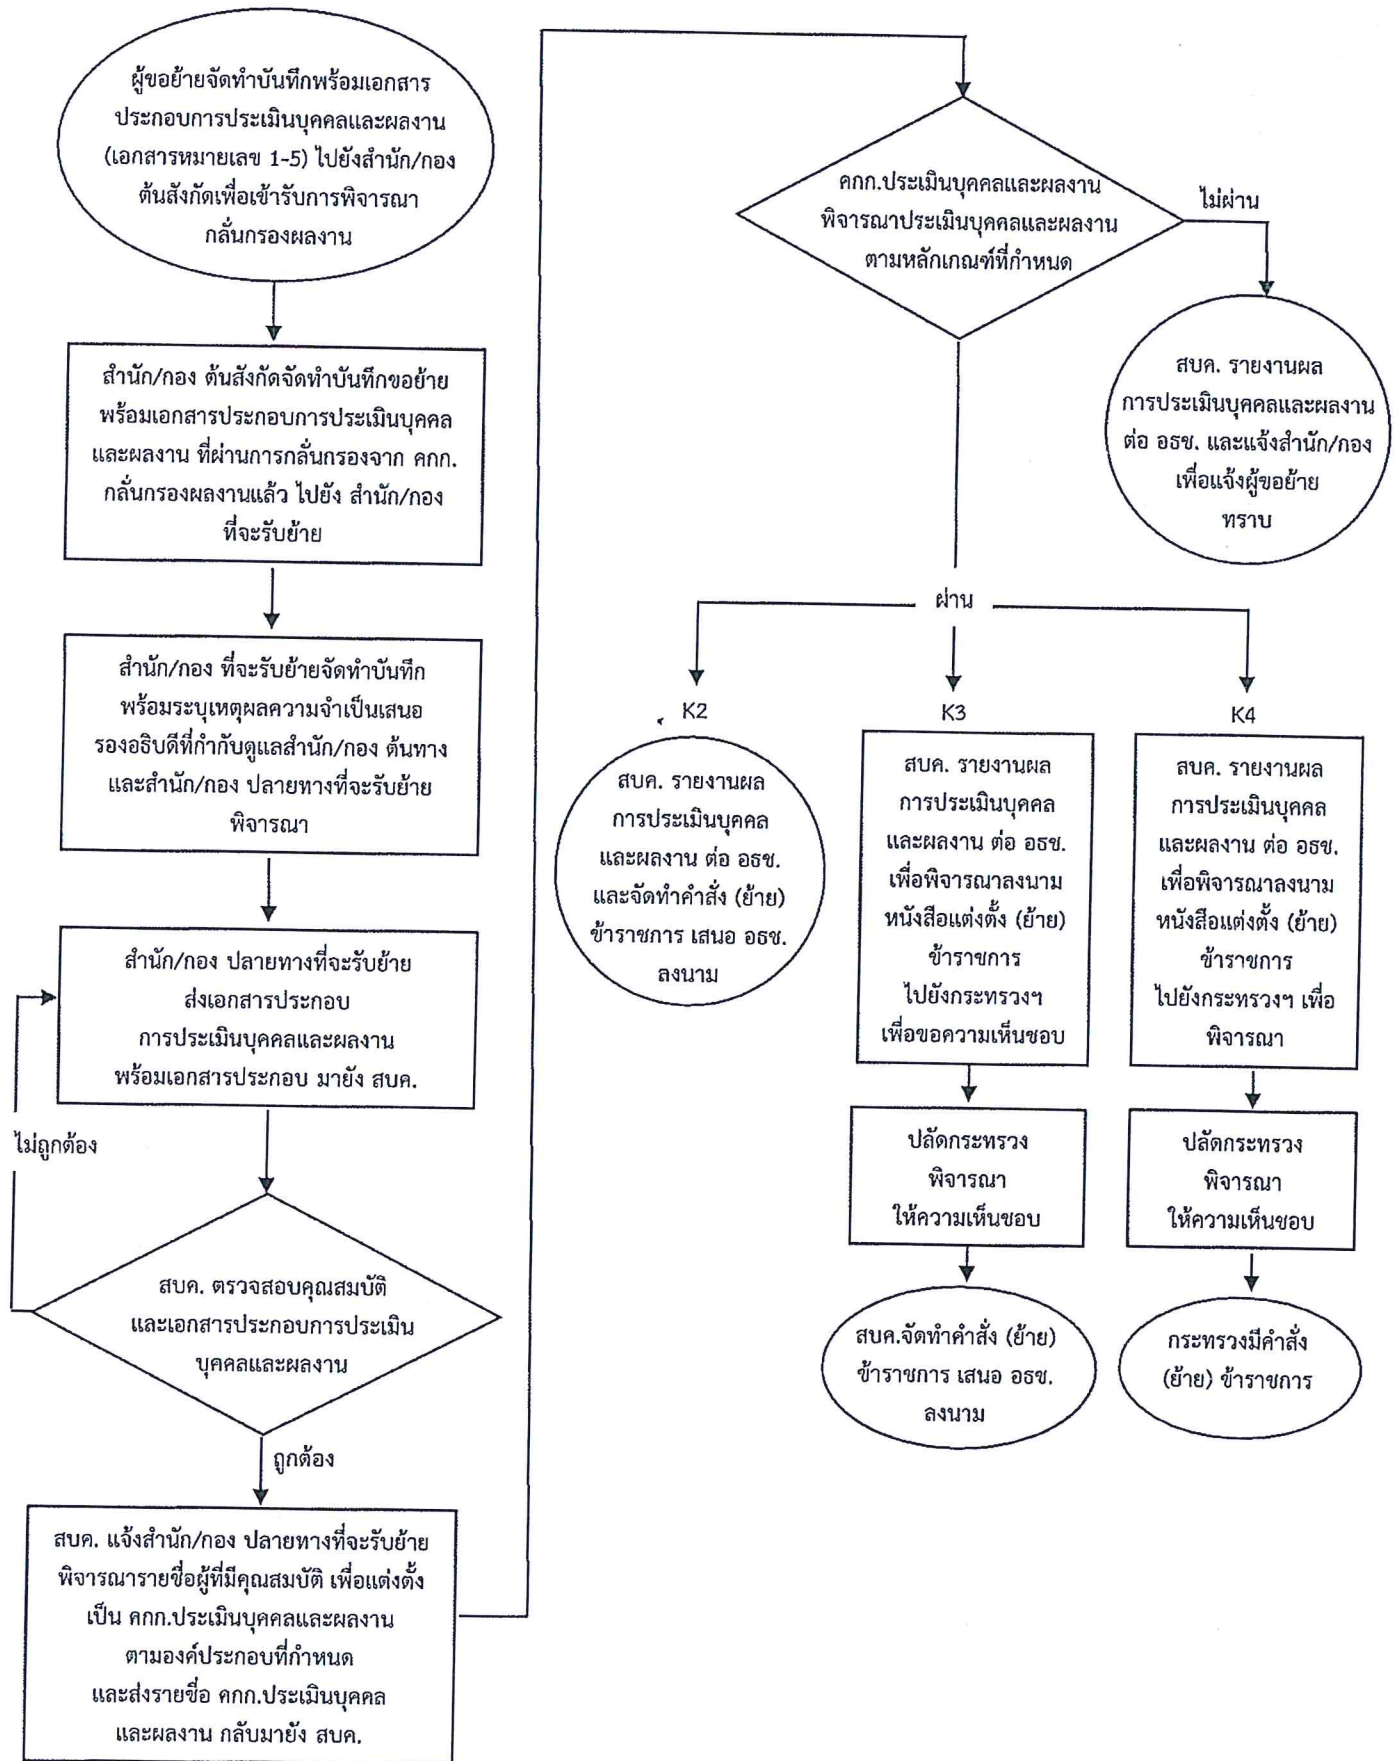 ผู้ขอย้ายจัดทำบันทึกพร้อมเอกสาร
ประกอบการประเมินบุคคลและผลงาน
(เอกสารหมายเลข 1-5) ไปยังสำนัก/กอง
ต้นสังกัดเพื่อเข้ารับการพิจารณา
กลั่นกรองผลงาน
สำนัก/กอง ต้นสังกัดจัดทำบันทึกขอย้าย
พร้อมเอกสารประกอบการประเมินบุคคล
และผลงาน ที่ผ่านการกลั่นกรองจาก คกก.
กลั่นกรองผลงานแล้ว ไปยัง สำนัก/กอง
ที่จะรับย้าย
สำนัก/กอง ที่จะรับย้ายจัดทำบันทึก
พร้อมระบุเหตุผลความจำเป็นเสนอ
รองอธิบดีที่กำกับดูแลสำนัก/กอง ต้นทาง
และสำนัก/กอง ปลายทางที่จะรับย้าย
พิจารณา
สำนัก/กอง ปลายทางที่จะรับย้าย
ส่งเอกสารประกอบ
การประเมินบุคคลและผลงาน
พร้อมเอกสารประกอบ มายัง สบค.
ไม่ถูกต้อง
สบค. ตรวจสอบคุณสมบัติ
และเอกสารประกอบการประเมิน
บุคคลและผลงาน
ถูกต้อง
สบค. แจ้งสำนัก/กอง ปลายทางที่จะรับย้าย
พิจารณารายชื่อผู้ที่มีคุณสมบัติ เพื่อแต่งตั้ง
เป็น คกก.ประเมินบุคคลและผลงาน
ตามองค์ประกอบที่กำหนด
และส่งรายชื่อ คกก.ประเมินบุคคล
และผลงาน กลับมายัง สบค.
คกก.ประเมินบุคคลและผลงาน
พิจารณาประเมินบุคคลและผลงาน
ตามหลักเกณฑ์ที่กำหนด
ไม่ผ่าน
สบค. รายงานผล
การประเมินบุคคลและผลงาน
ต่อ อธช. และแจ้งสำนัก/กอง
เพื่อแจ้งผู้ขอย้าย
ทราบ
ผ่าน
K2
สบค. รายงานผล
การประเมินบุคคล
และผลงาน ต่อ อธช.
และจัดทำคำสั่ง (ย้าย)
ข้าราชการ เสนอ อธช.
ลงนาม
K3
สบค. รายงานผล
การประเมินบุคคล
และผลงาน ต่อ อธช.
เพื่อพิจารณาลงนาม
หนังสือแต่งตั้ง (ย้าย)
ข้าราชการ
ไปยังกระทรวงฯ
เพื่อขอความเห็นชอบ
ปลัดกระทรวง
พิจารณา
ให้ความเห็นชอบ
สบค.จัดทำคำสั่ง (ย้าย)
ข้าราชการ เสนอ อธช.
ลงนาม
K4
สบค. รายงานผล
การประเมินบุคคล
และผลงาน ต่อ อธช.
เพื่อพิจารณาลงนาม
หนังสือแต่งตั้ง (ย้าย)
ข้าราชการ
ไปยังกระทรวงฯ เพื่อ
พิจารณา
ปลัดกระทรวง
พิจารณา
ให้ความเห็นชอบ
กระทรวงมีคำสั่ง
(ย้าย) ข้าราชการ